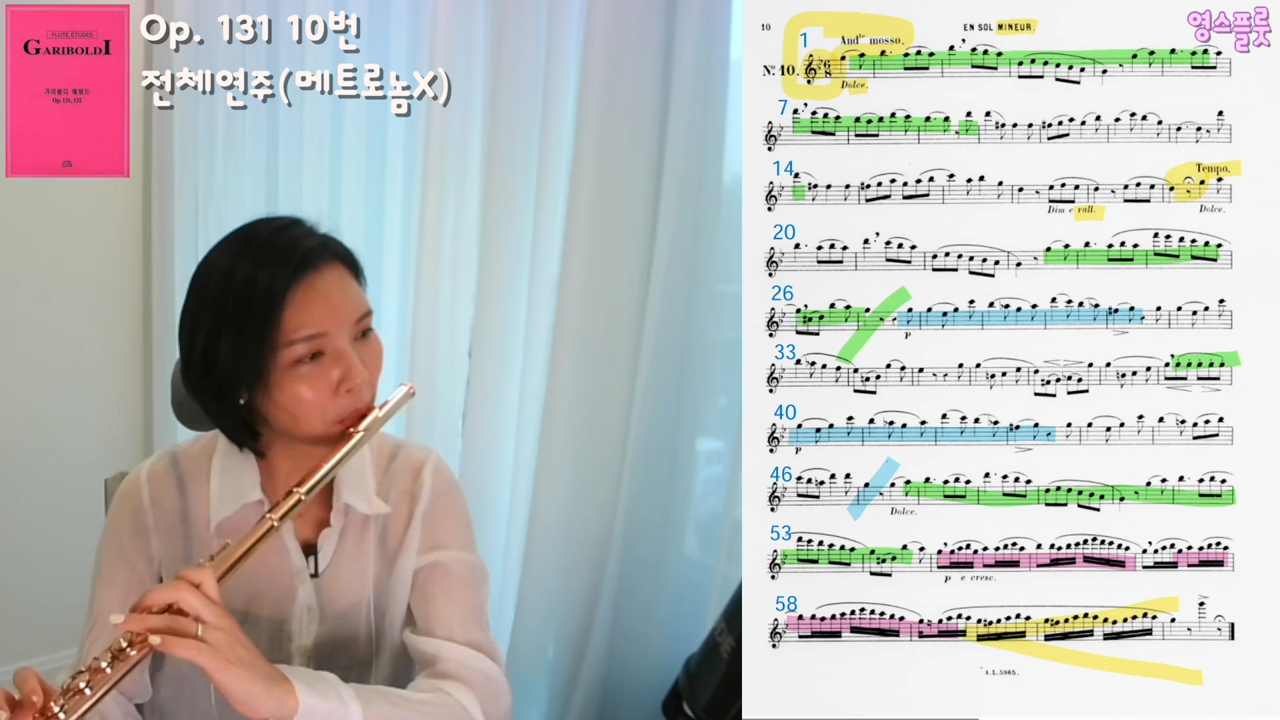 FLUTE ETUDES
GARIBOLDI
가리볼디 에튀드
Op. 131, 132
Op. 131 10번
전체연주(메트로놈X)
영스플룻
10
EN SOL MINEUR.
1
And.te mosso.
Nº 10.
Dolce.
7
14
Tempo.
Dim e rall.
Dolce.
20
26
p
33
40
p
46
Dolce.
53
p e cresc.
58
A.L.5965.